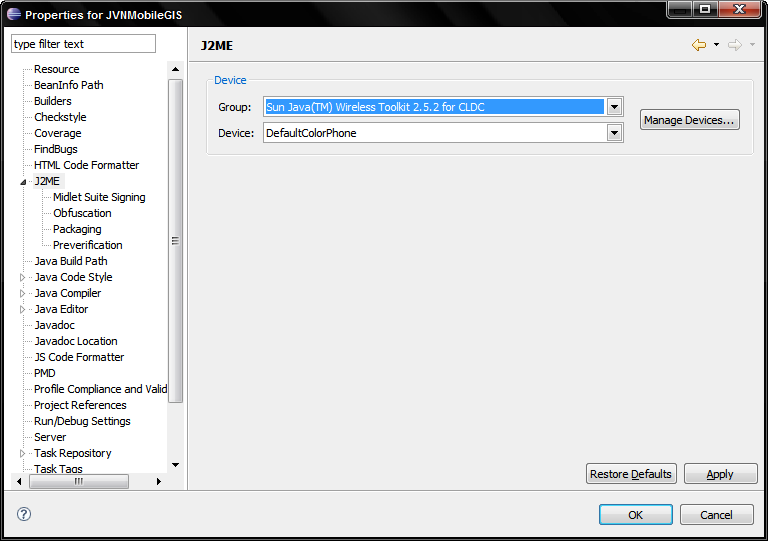 Properties for JVNMobileGIS
type filter text
Resource
BeanInfo Path
Builders
Checkstyle
Coverage
FindBugs
HTML Code Formatter
J2ME
Midlet Suite Signing
Obfuscation
Packaging
Preverification
Java Build Path
Java Code Style
Java Compiler
Java Editor
Javadoc
Javadoc Location
JS Code Formatter
PMD
Profile Compliance and Valid
Project References
Run/Debug Settings
Server
Task Repository
Task Tags
J2ME
Device
Group: Sun Java(TM) Wireless Toolkit 2.5.2 for CLDC
Device: DefaultColorPhone
Manage Devices...
Restore Defaults Apply
OK Cancel